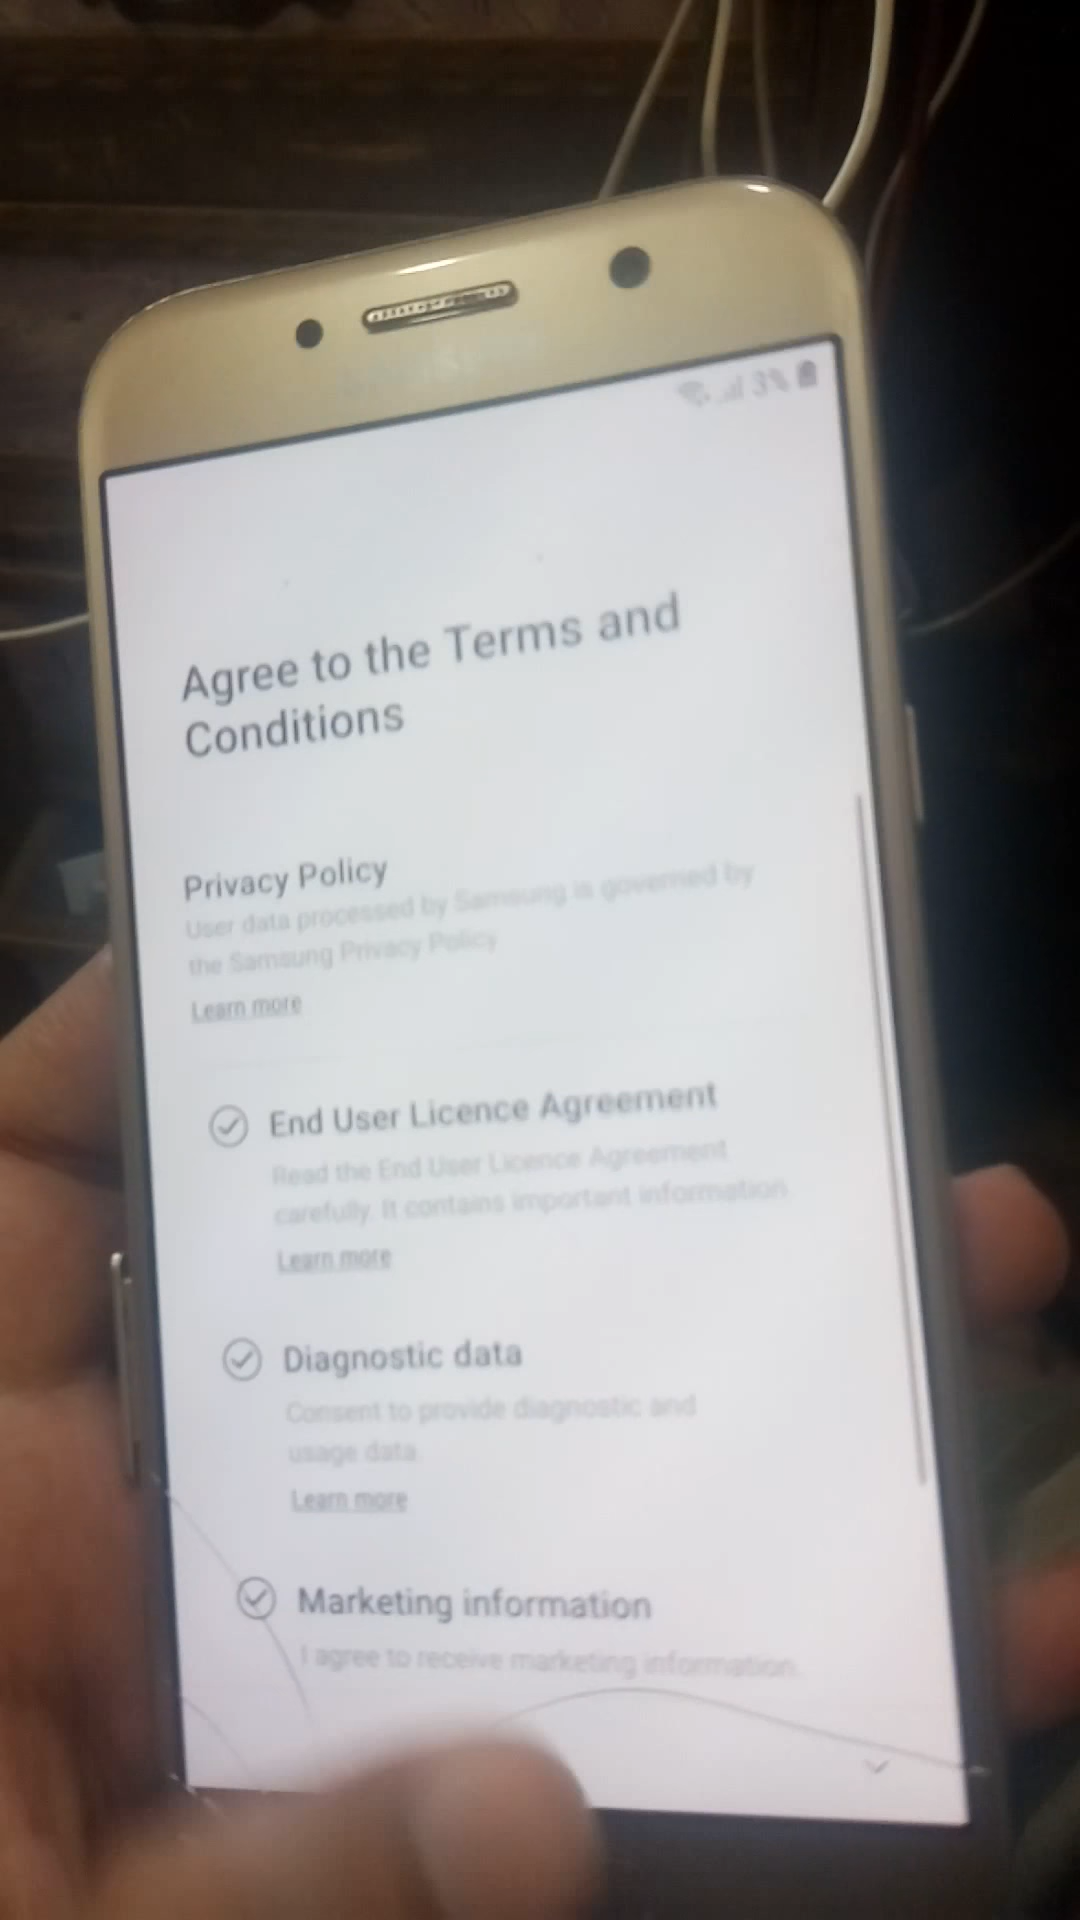 3%
Agree to the Terms and
Conditions
Privacy Policy
User data processed by Samsung is governed by
the Samsung Privacy Policy
Learn more
End User Licence Agreement
Read the End User Licence Agreement
carefully. It contains important information
Learn more
Diagnostic data
Consent to provide diagnostic and
usage data.
Learn more
Marketing information
I agree to receive marketing information.